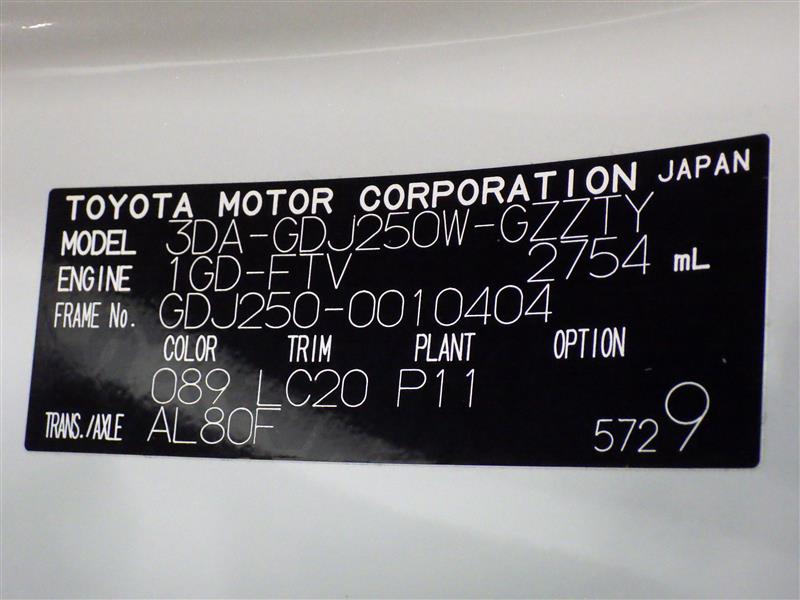 TOYOTA MOTOR CORPORATION JAPAN
MODEL 3DA-GDJ250W-GZZTY
ENGINE 1GD-FTV 2754 mL
FRAME No. GDJ250-0010404
COLOR TRIM PLANT OPTION
089 LC20 P11
TRANS./AXLE AL80F 5729